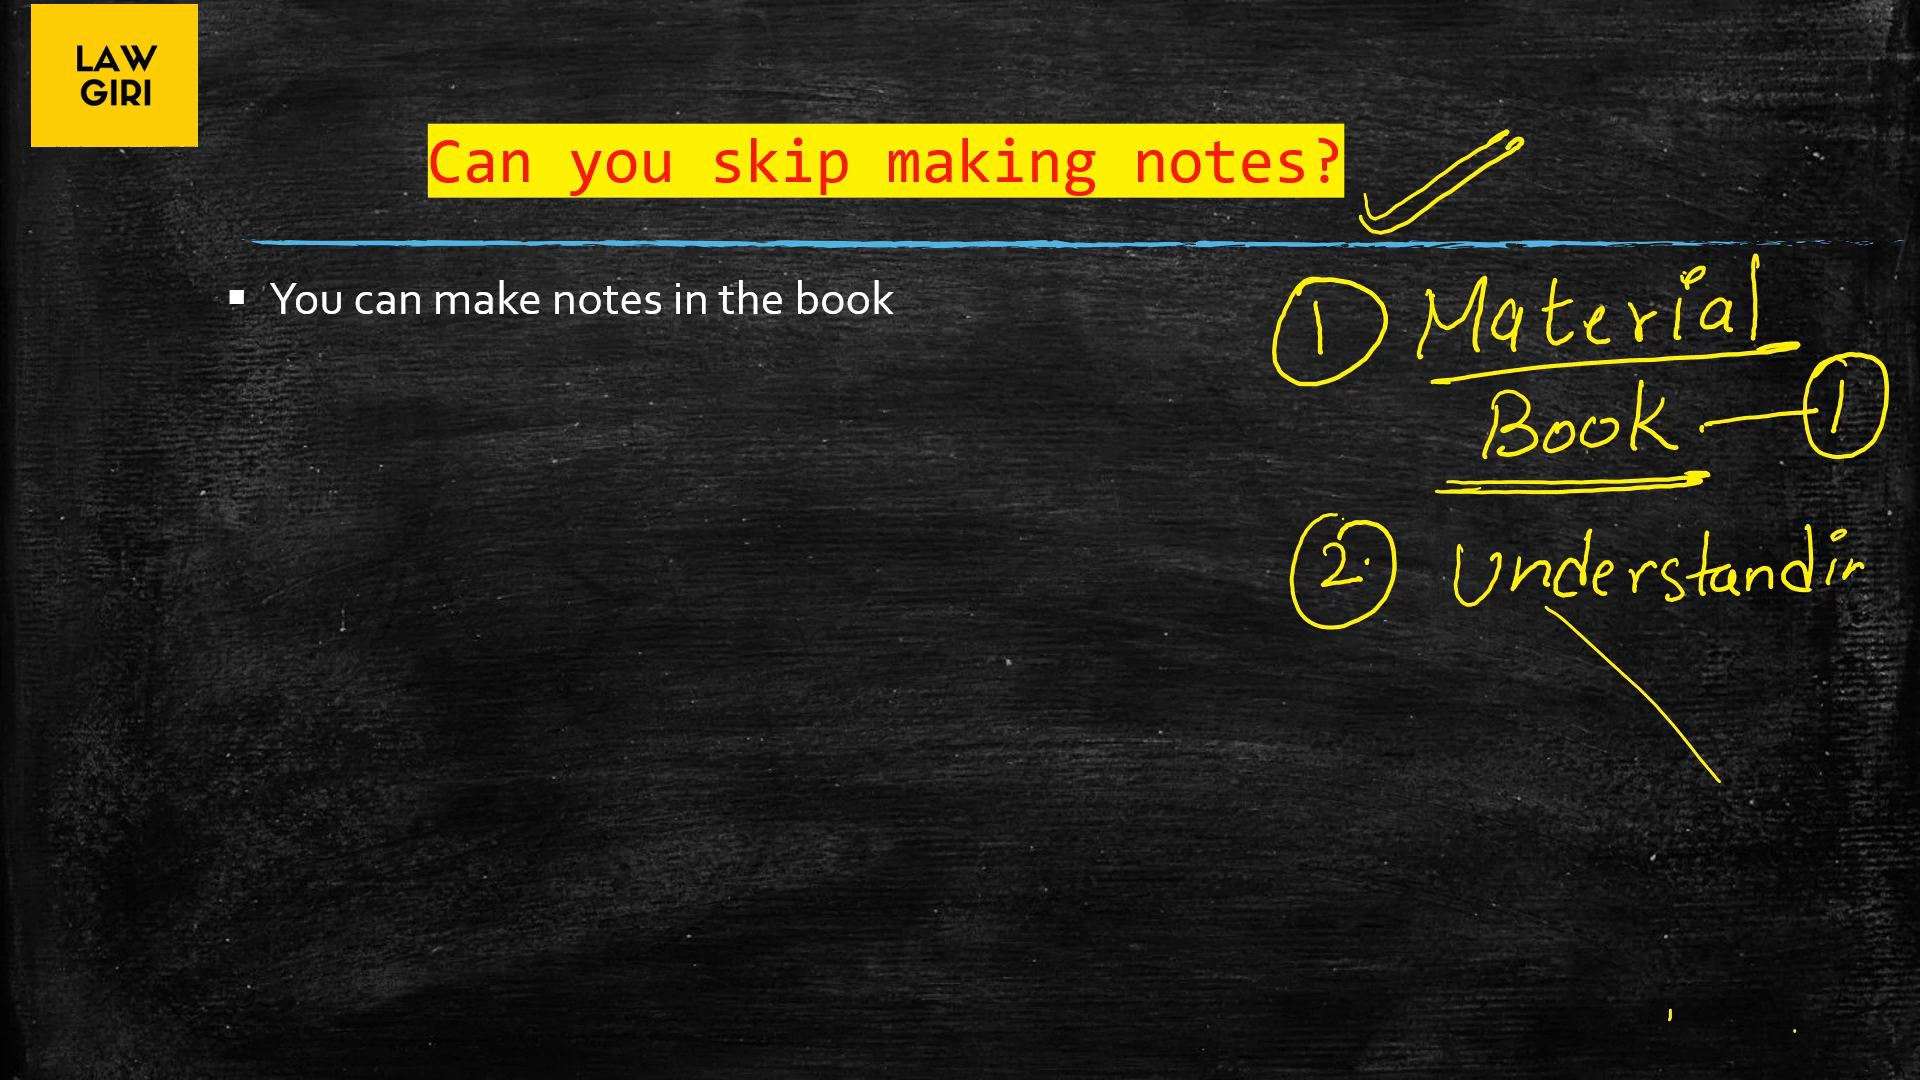 LAW
GIRI
Can you skip making notes?
▪ You can make notes in the book
① Material
Book — ①
②. Understandin